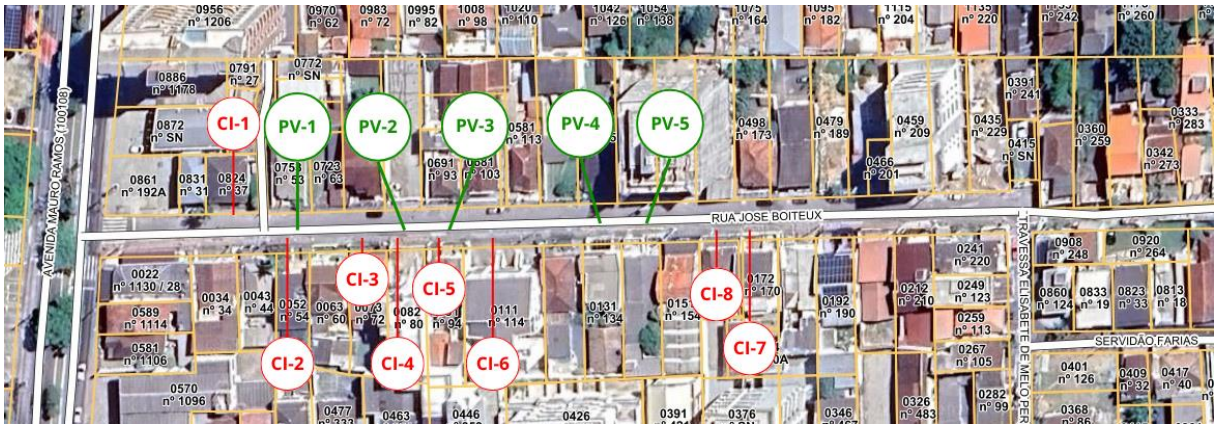 0956
nº 1206
0970
nº 62
0983
nº 72
0995
nº 82
1008
nº 98
1020
nº 110
1042
nº 126
1054
nº 138
1075
nº 164
1095
nº 182
1115
nº 204
1135
nº 220
nº 242
nº 260
0886
nº 1178
0791
nº 27
0772
nº SN
0391
nº 241
0333
nº 283
0872
nº SN
CI-1
PV-1
PV-2
PV-3
0581
nº 113
PV-4
PV-5
0498
nº 173
0479
nº 189
0459
nº 209
0435
nº 229
0415
nº SN
0360
nº 259
0342
nº 273
0861
nº 192A
0831
nº 31
0824
nº 37
nº 53
0723
nº 63
0691
nº 93
0681
nº 103
0466
nº 201
AVENIDA MAURO RAMOS (100108)
RUA JOSE BOITEUX
TRAVESSA ELISABETE DE MELO PER
0022
nº 1130 / 28
0034
nº 34
0043
nº 44
0052
nº 54
0063
nº 60
CI-3
0073
nº 72
0082
nº 80
CI-5
nº 94
0111
nº 114
0131
nº 134
nº 154
CI-8
0172
nº 170
0192
nº 190
0212
nº 210
0241
nº 220
0249
nº 123
0259
nº 113
0267
nº 105
0908
nº 248
0920
nº 264
0860
nº 124
0833
nº 19
0823
nº 33
0813
nº 18
0589
nº 1114
0581
nº 1106
CI-2
CI-4
CI-6
CI-7
SERVIDÃO FARIAS
0570
nº 1096
0477
nº 333
0463
0446
0426
0391
0376
0346
nº 467
0326
nº 483
0282
nº 99
0401
nº 126
0409
nº 32
0417
nº 40
0368
nº 86